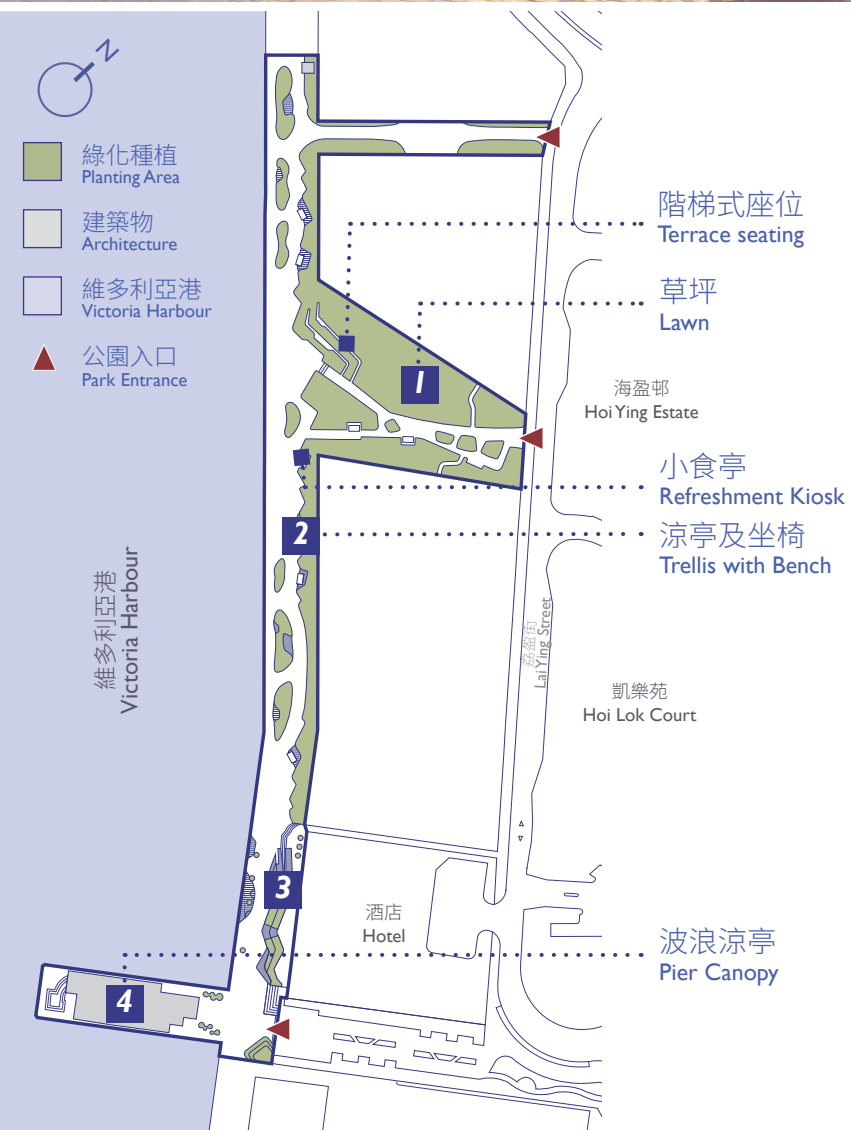 N
綠化種植
Planting Area
建築物
Architecture
維多利亞港
Victoria Harbour
公園入口
Park Entrance
階梯式座位
Terrace seating
草坪
Lawn
1
海盈邨
Hoi Ying Estate
小食亭
Refreshment Kiosk
2
涼亭及坐椅
Trellis with Bench
維多利亞港
Victoria Harbour
荔盈街
Lai Ying Street
凱樂苑
Hoi Lok Court
3
酒店
Hotel
波浪涼亭
Pier Canopy
4